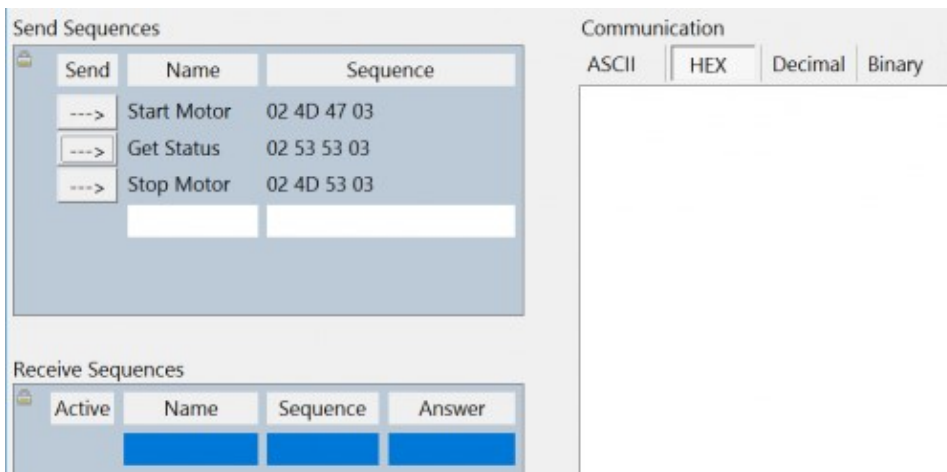 Send Sequences
Send Name Sequence
---> Start Motor 02 4D 47 03
---> Get Status 02 53 53 03
---> Stop Motor 02 4D 53 03
Communication
ASCII HEX Decimal Binary
Receive Sequences
Active Name Sequence Answer